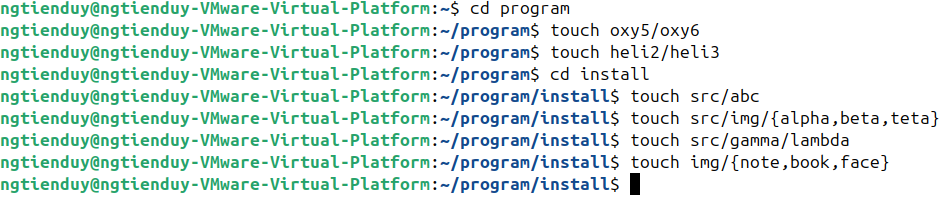 ngtienduy@ngtienduy-VMware-Virtual-Platform:~$ cd program
ngtienduy@ngtienduy-VMware-Virtual-Platform:~/program$ touch oxy5/oxy6
ngtienduy@ngtienduy-VMware-Virtual-Platform:~/program$ touch heli2/heli3
ngtienduy@ngtienduy-VMware-Virtual-Platform:~/program$ cd install
ngtienduy@ngtienduy-VMware-Virtual-Platform:~/program/install$ touch src/abc
ngtienduy@ngtienduy-VMware-Virtual-Platform:~/program/install$ touch src/img/{alpha,beta,teta}
ngtienduy@ngtienduy-VMware-Virtual-Platform:~/program/install$ touch src/gamma/lambda
ngtienduy@ngtienduy-VMware-Virtual-Platform:~/program/install$ touch img/{note,book,face}
ngtienduy@ngtienduy-VMware-Virtual-Platform:~/program/install$